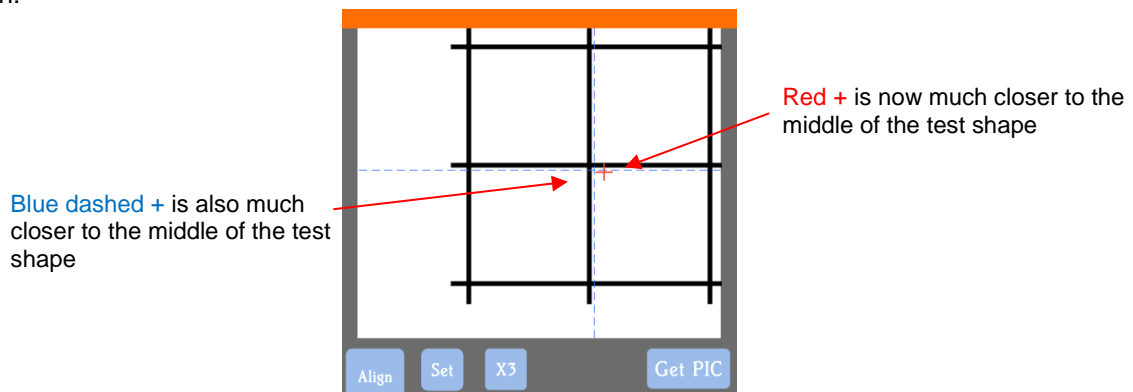 Red + is now much closer to the
middle of the test shape
Blue dashed + is also much
closer to the middle of the test
shape
Align
Set
X3
Get PIC